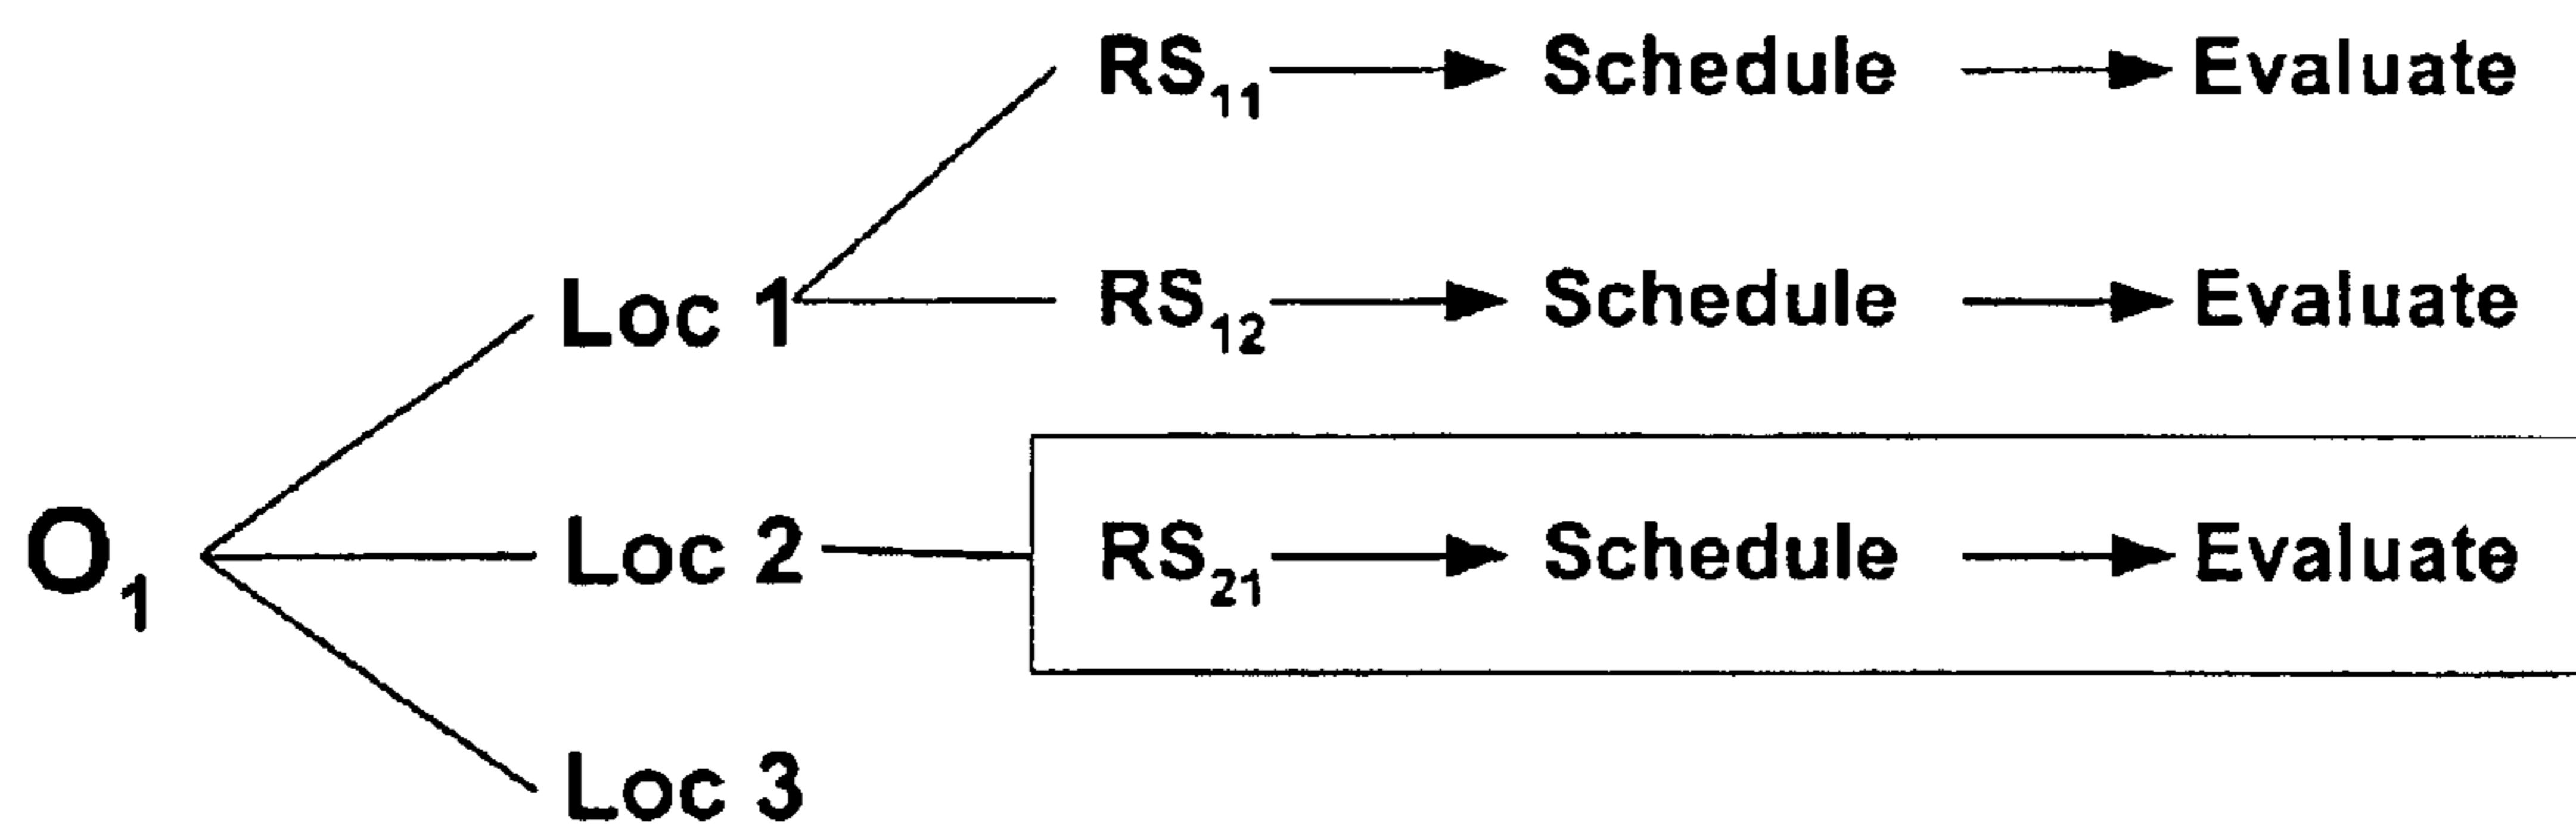 RS₁₁ Schedule Evaluate
Loc 1 RS₁₂ Schedule Evaluate
O₁ Loc 2 RS₂₁ Schedule Evaluate
Loc 3